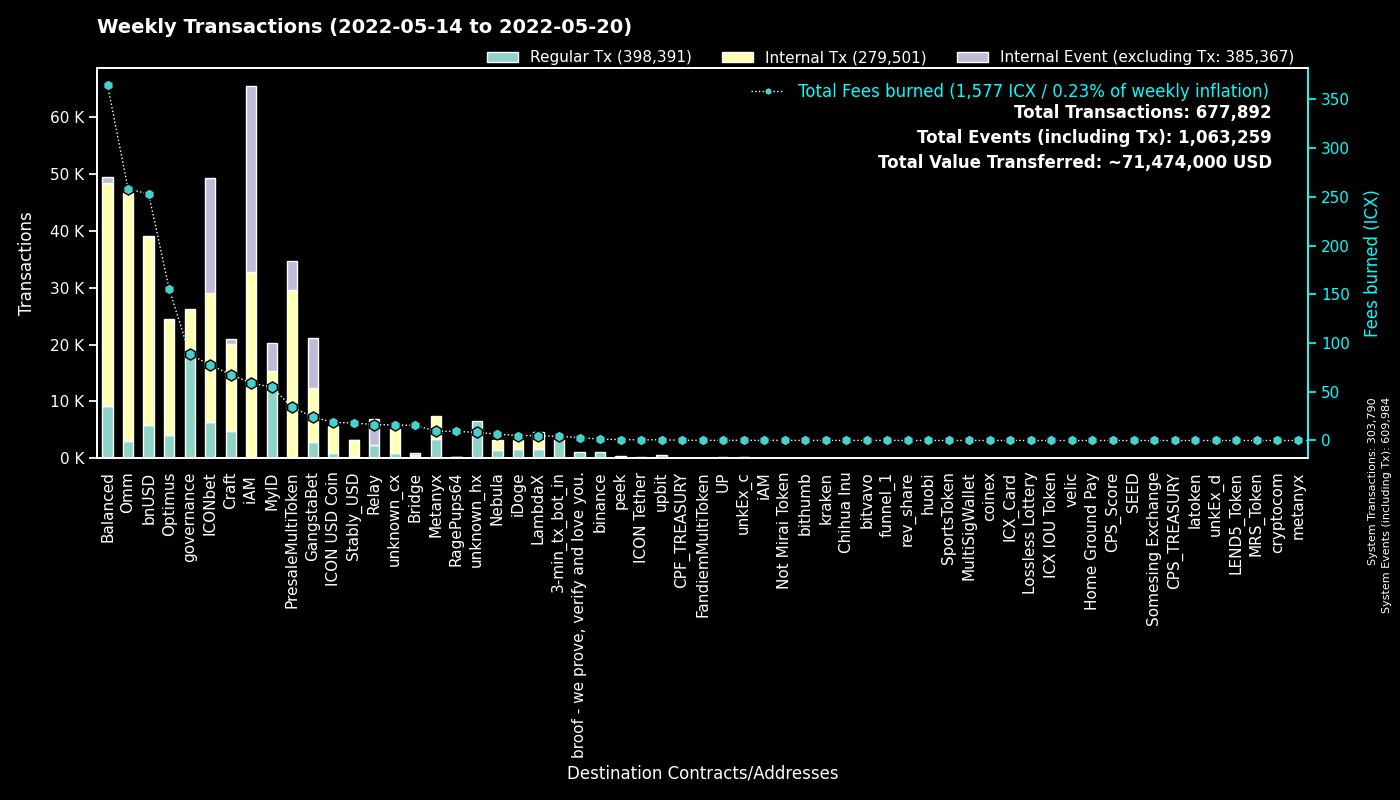 Weekly Transactions (2022-05-14 to 2022-05-20)
Regular Tx (398,391)
Internal Tx (279,501)
Internal Event (excluding Tx: 385,367)
Total Fees burned (1,577 ICX / 0.23% of weekly inflation)
Total Transactions: 677,892
Total Events (including Tx): 1,063,259
Total Value Transferred: ~71,474,000 USD
Transactions
60 K
50 K
40 K
30 K
20 K
10 K
0 K
350
300
250
200
150
100
50
0
Fees burned (ICX)
System Transactions: 303,790
System Events (including Tx): 609,984
Balanced
Omm
bnUSD
Optimus
governance
ICONbet
Craft
iAM
MyID
PresaleMultiToken
GangstaBet
ICON USD Coin
Stably_USD
Relay
unknown_cx
Bridge
Metanyx
RagePups64
unknown_hx
Nebula
iDoge
LambdaX
3-min_tx_bot_in
broof - we prove, verify and love you.
binance
peek
ICON Tether
upbit
CPF_TREASURY
FandiemMultiToken
UP
unkEx_c
iAM
Not Mirai Token
bithumb
kraken
Chihua Inu
bitvavo
funnel_1
rev_share
huobi
SportsToken
MultiSigWallet
coinex
ICX_Card
Lossless Lottery
ICX IOU Token
velic
Home Ground Pay
CPS_Score
SEED
Somesing Exchange
CPS_TREASURY
latoken
unkEx_d
LEND5_Token
MRS_Token
cryptocom
metanyx
Destination Contracts/Addresses